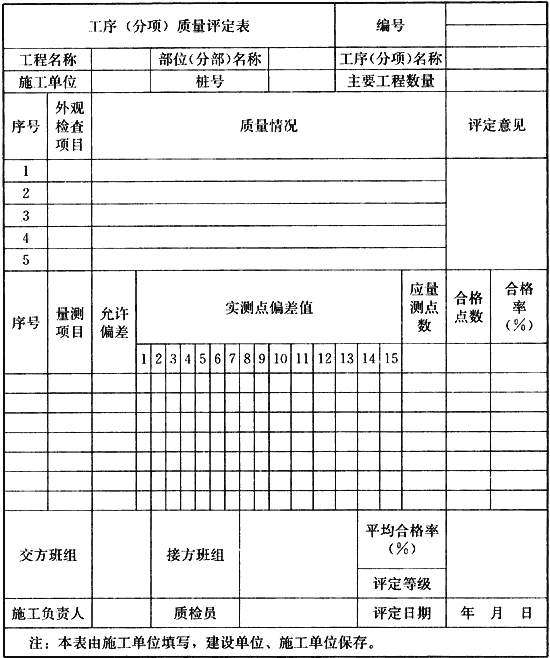 工序（分项）质量评定表 编号
工程名称 部位(分部)名称 工序(分项)名称
施工单位 桩号 主要工程数量
序号 外观检查项目 质量情况 评定意见
1
2
3
4
5
序号 量测项目 允许偏差 实测点偏差值 应量测点数 合格点数 合格率（%）
1 2 3 4 5 6 7 8 9 10 11 12 13 14 15
交方班组 接方班组 平均合格率（%）
评定等级
施工负责人 质检员 评定日期 年 月 日
注：本表由施工单位填写，建设单位、施工单位保存。